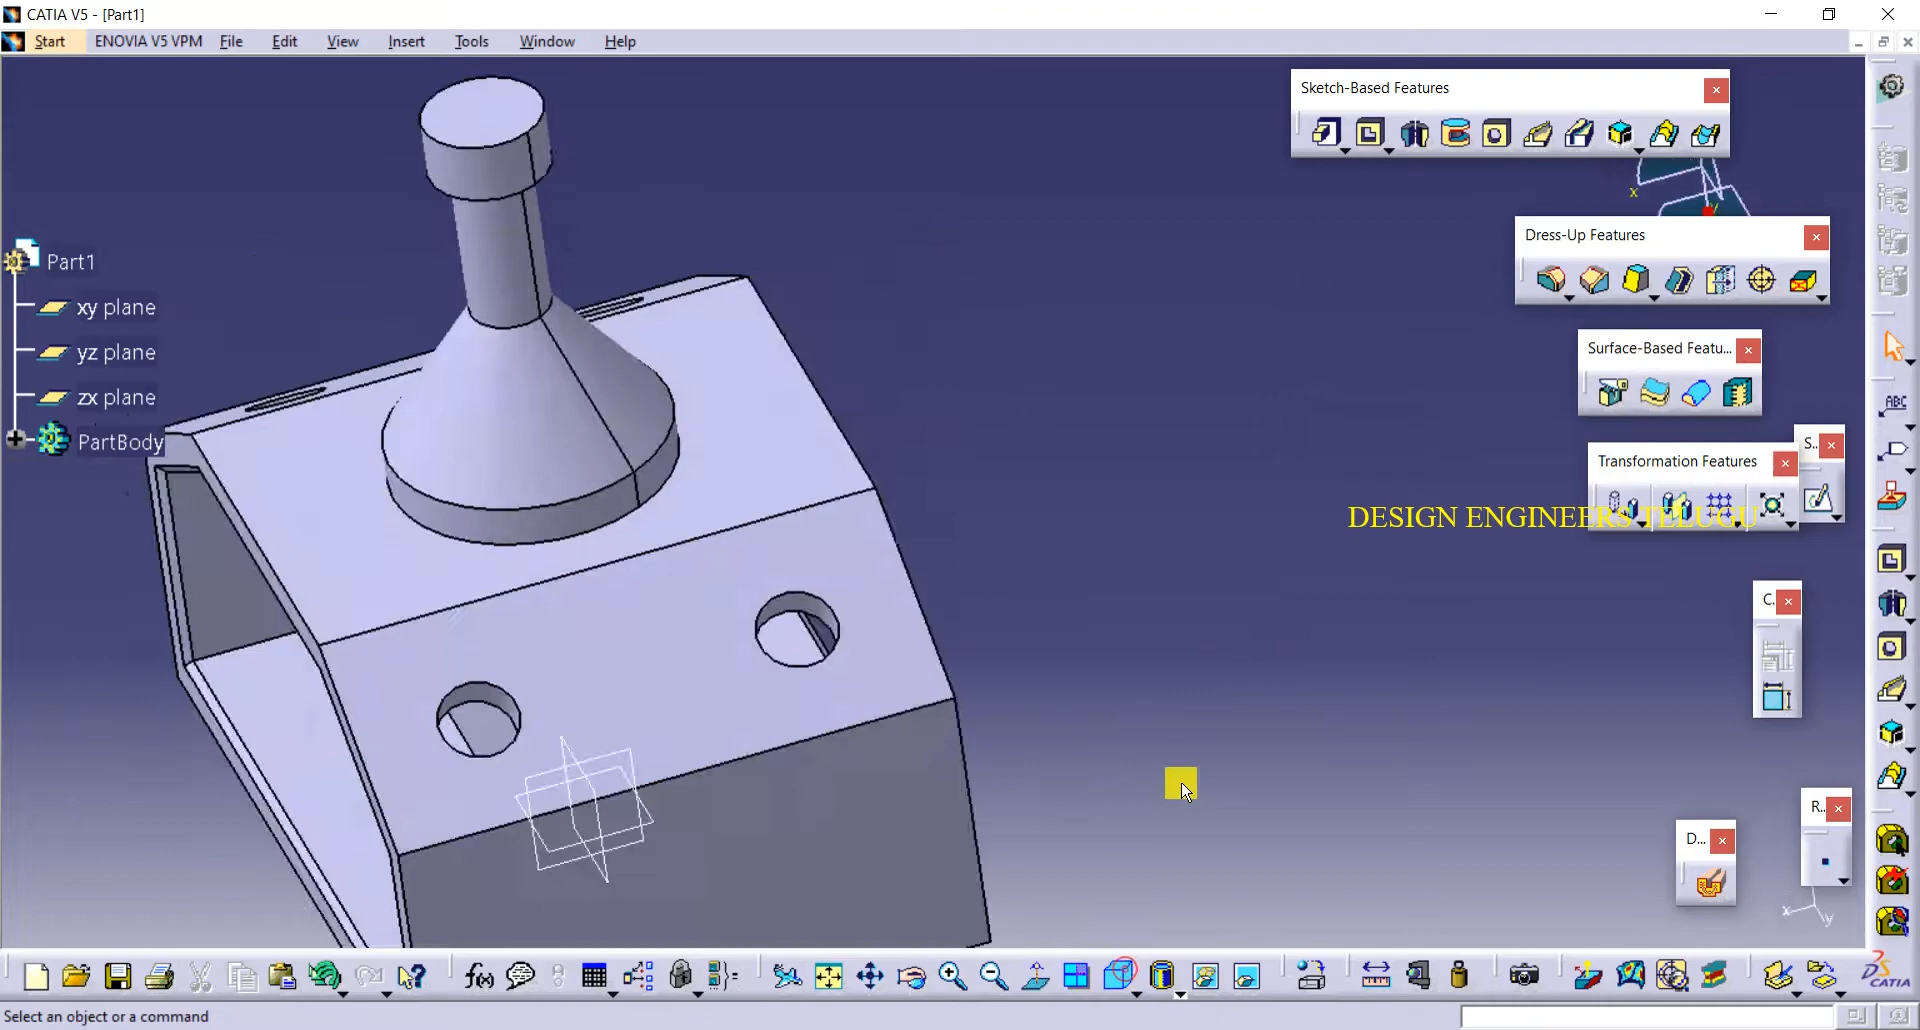 CATIA V5 - [Part1]
Start ENOVIA V5 VPM File Edit View Insert Tools Window Help
Sketch-Based Features
x
Dress-Up Features
Part1
xy plane
yz plane
zx plane
PartBody
Surface-Based Featu...
ABC
S..
Transformation Features
DESIGN ENGINEERS TELUGU
C.
R..
D...
x y
f(x)
CATIA
Select an object or a command